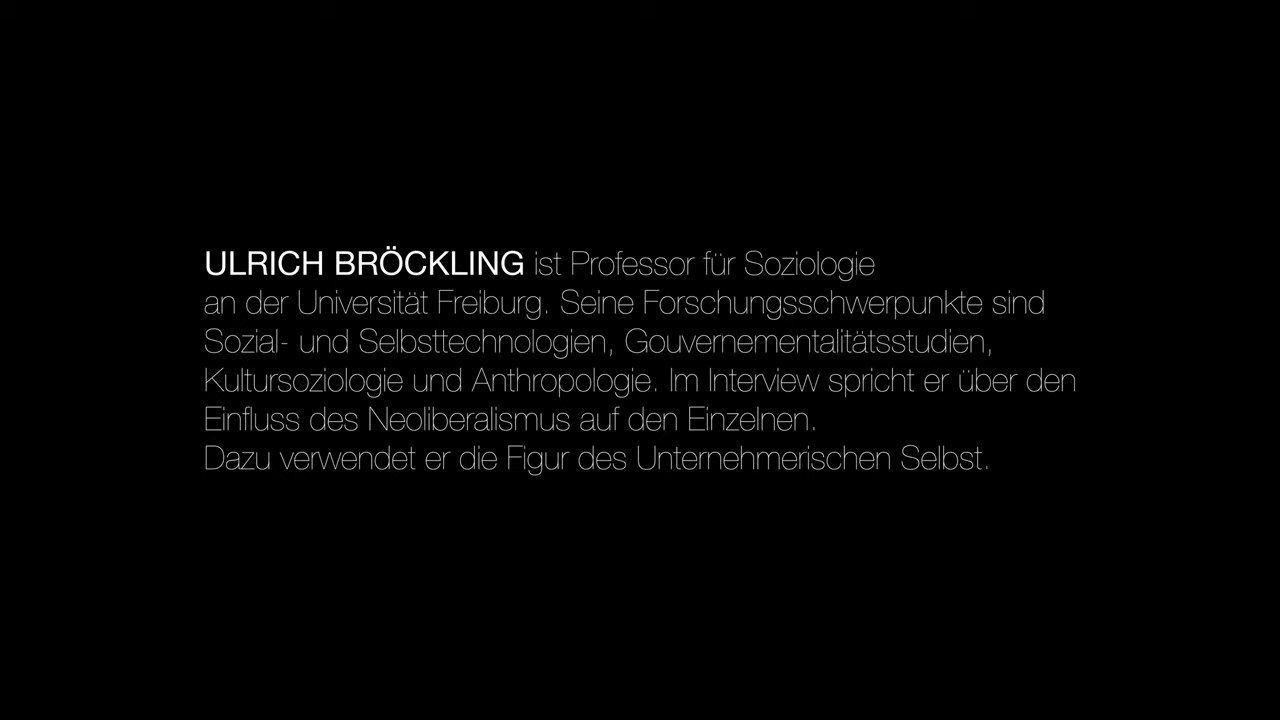 ULRICH BRÖCKLING ist Professor für Soziologie
an der Universität Freiburg. Seine Forschungsschwerpunkte sind
Sozial- und Selbsttechnologien, Gouvernementalitätsstudien,
Kultursoziologie und Anthropologie. Im Interview spricht er über den
Einfluss des Neoliberalismus auf den Einzelnen.
Dazu verwendet er die Figur des Unternehmerischen Selbst.